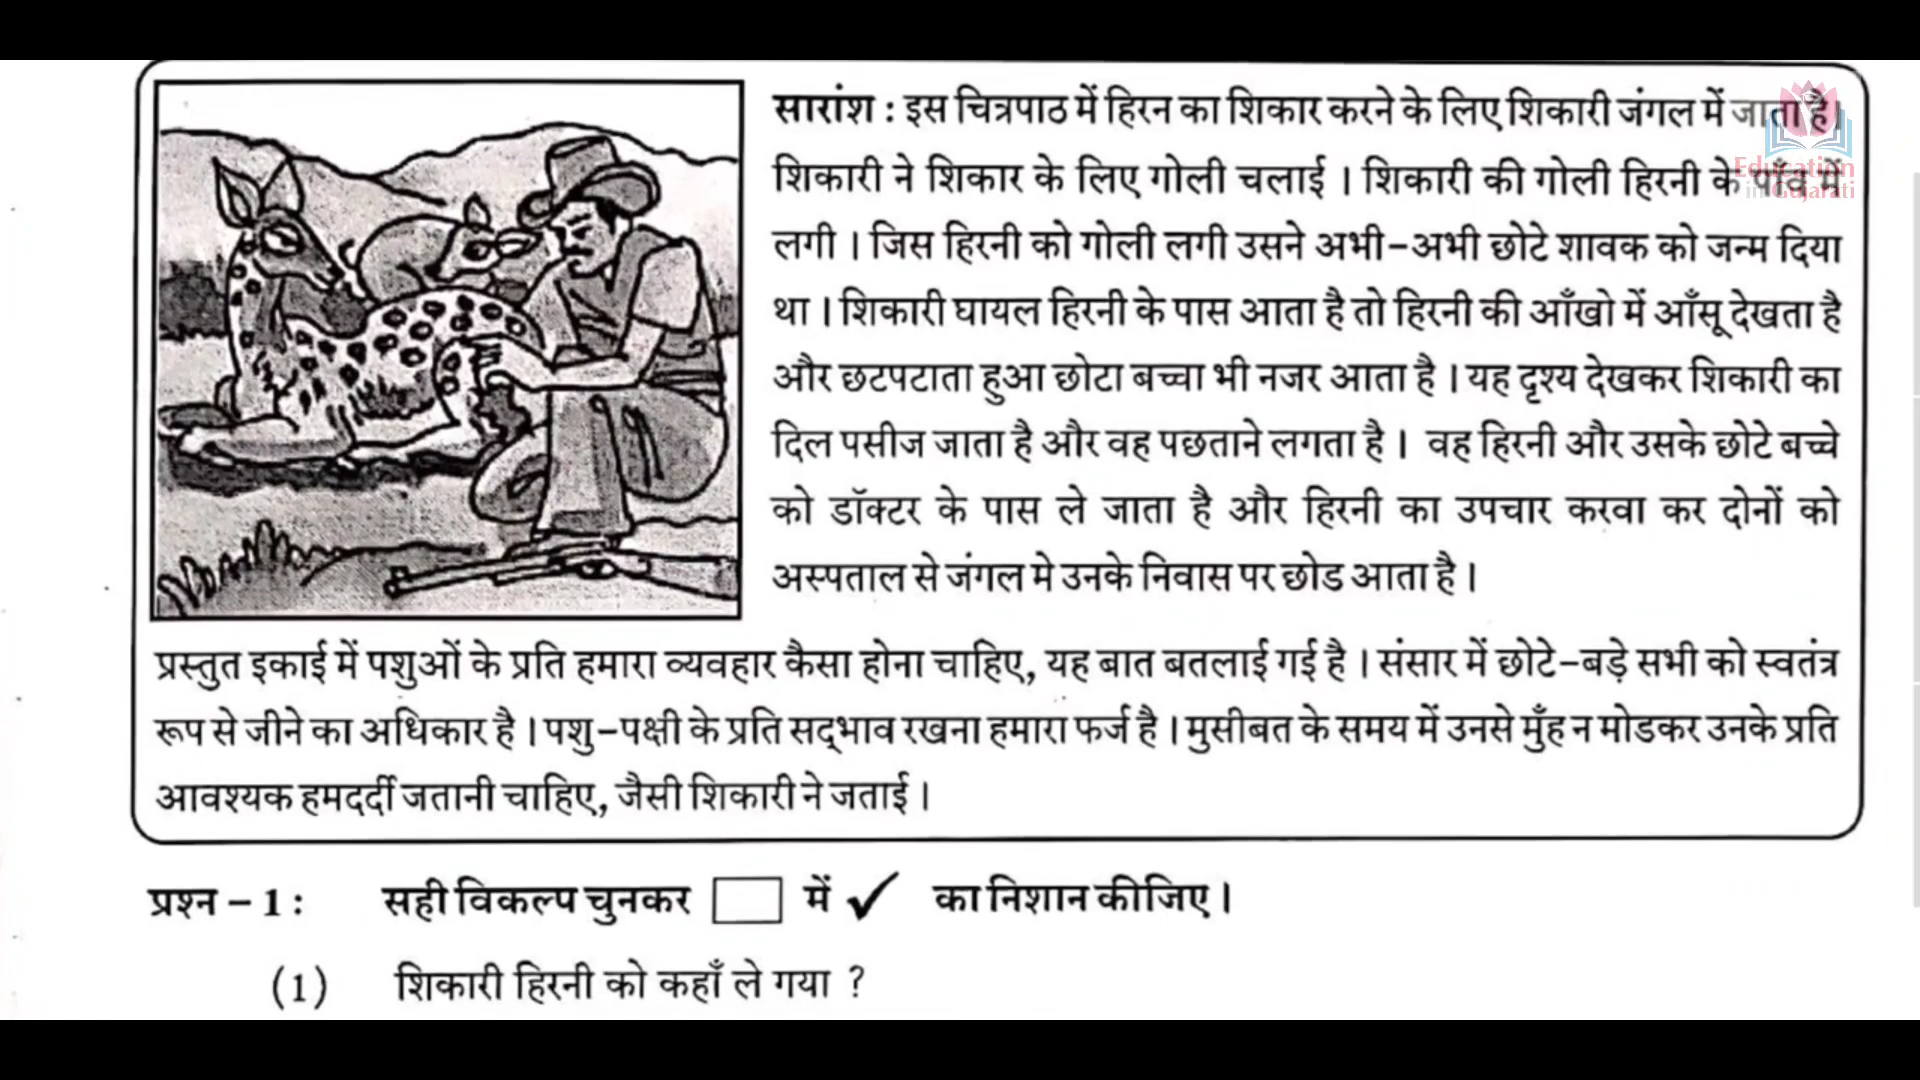 सारांश : इस चित्रपाठ में हिरन का शिकार करने के लिए शिकारी जंगल में जाता है।
शिकारी ने शिकार के लिए गोली चलाई । शिकारी की गोली हिरनी के पाँव में
लगी । जिस हिरनी को गोली लगी उसने अभी-अभी छोटे शावक को जन्म दिया
था । शिकारी घायल हिरनी के पास आता है तो हिरनी की आँखो में आँसू देखता है
और छटपटाता हुआ छोटा बच्चा भी नजर आता है । यह दृश्य देखकर शिकारी का
दिल पसीज जाता है और वह पछताने लगता है । वह हिरनी और उसके छोटे बच्चे
को डॉक्टर के पास ले जाता है और हिरनी का उपचार करवा कर दोनों को
अस्पताल से जंगल मे उनके निवास पर छोड आता है ।
प्रस्तुत इकाई में पशुओं के प्रति हमारा व्यवहार कैसा होना चाहिए, यह बात बतलाई गई है । संसार में छोटे-बड़े सभी को स्वतंत्र
रूप से जीने का अधिकार है । पशु-पक्षी के प्रति सद्‌भाव रखना हमारा फर्ज है । मुसीबत के समय में उनसे मुँह न मोडकर उनके प्रति
आवश्यक हमदर्दी जतानी चाहिए, जैसी शिकारी ने जताई ।
प्रश्न - 1 : सही विकल्प चुनकर में ✓ का निशान कीजिए ।
(1) शिकारी हिरनी को कहाँ ले गया ?
Education
in Gujarati